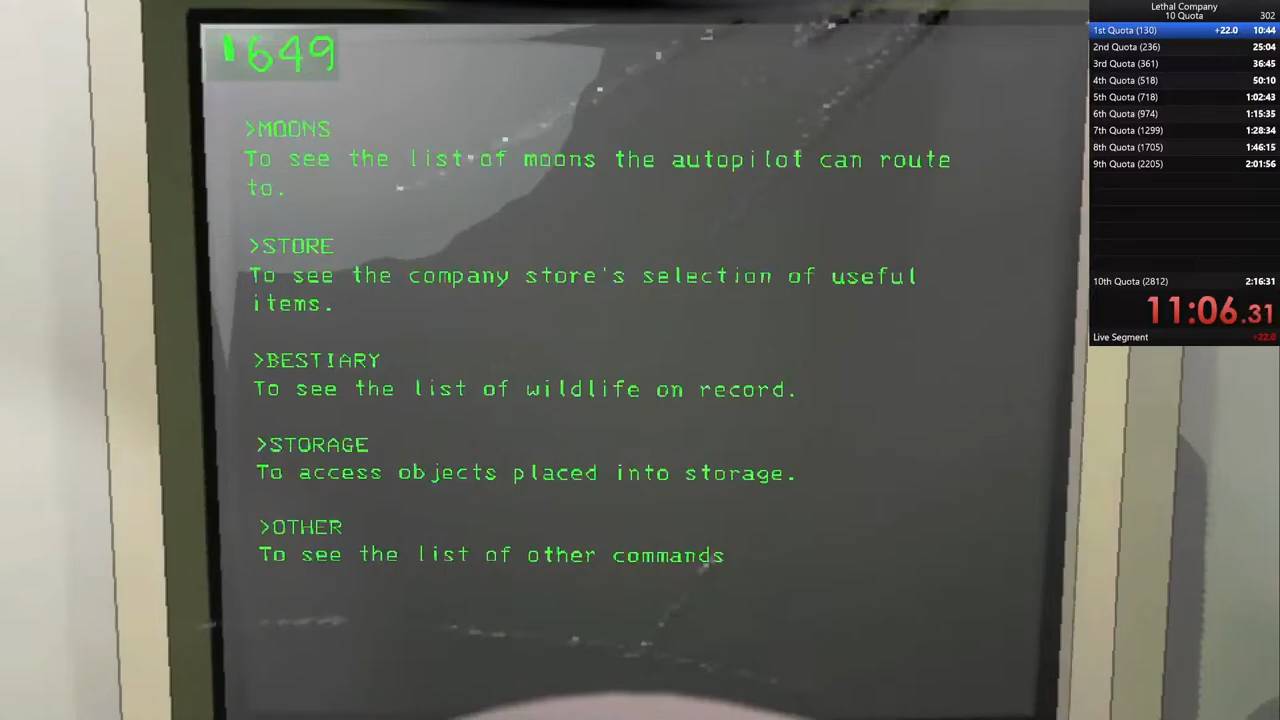 649
>MOONS
To see the list of moons the autopilot can route
to.
>STORE
To see the company store's selection of useful
items.
>BESTIARY
To see the list of wildlife on record.
>STORAGE
To access objects placed into storage.
>OTHER
To see the list of other commands
Lethal Company
10 Quota 302
1st Quota (130) +22.0 10:44
2nd Quota (236) 25:04
3rd Quota (361) 36:45
4th Quota (518) 50:10
5th Quota (718) 1:02:43
6th Quota (974) 1:15:35
7th Quota (1299) 1:28:34
8th Quota (1705) 1:46:15
9th Quota (2205) 2:01:56
10th Quota (2812) 2:16:31
11:06.31
Live Segment +22.0